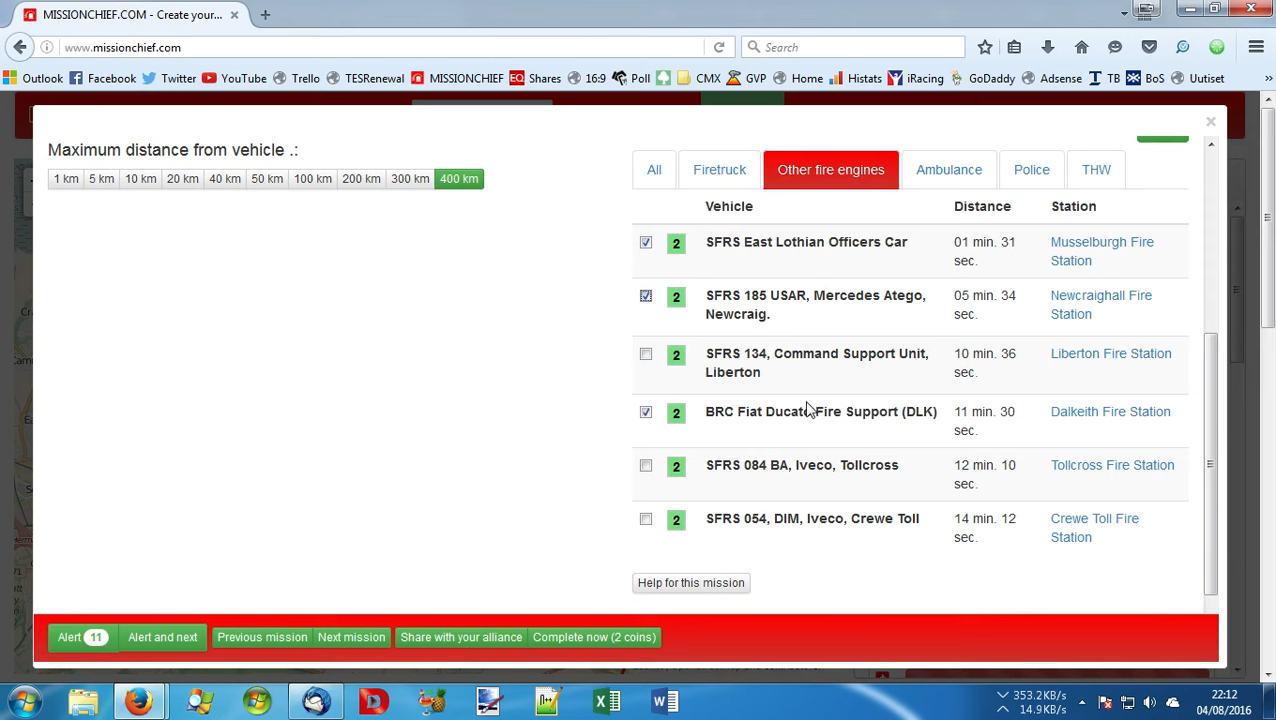 MISSIONCHIEF.COM - Create your...
www.missionchief.com
Search
Outlook Facebook Twitter YouTube Trello TESRenewal MISSIONCHIEF EQ Shares 16:9 Poll CMX GVP Home Histats iRacing GoDaddy Adsense TB BoS Uutiset »
Maximum distance from vehicle .:
1 km 5 km 10 km 20 km 40 km 50 km 100 km 200 km 300 km 400 km
All Firetruck Other fire engines Ambulance Police THW
Vehicle Distance Station
2 SFRS East Lothian Officers Car 01 min. 31 Musselburgh Fire
sec. Station
2 SFRS 185 USAR, Mercedes Atego, 05 min. 34 Newcraighall Fire
Newcraig. sec. Station
2 SFRS 134, Command Support Unit, 10 min. 36 Liberton Fire Station
Liberton sec.
2 BRC Fiat Ducato Fire Support (DLK) 11 min. 30 Dalkeith Fire Station
sec.
2 SFRS 084 BA, Iveco, Tollcross 12 min. 10 Tollcross Fire Station
sec.
2 SFRS 054, DIM, Iveco, Crewe Toll 14 min. 12 Crewe Toll Fire
sec. Station
Help for this mission
Alert 11 Alert and next Previous mission Next mission Share with your alliance Complete now (2 coins)
353.2KB/s 22:12
14.9KB/s 04/08/2016